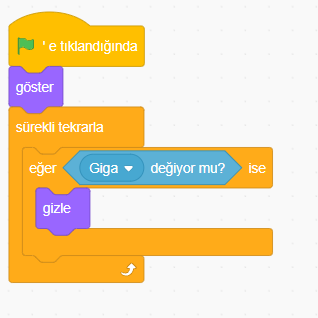 ' e tıklandığında
göster
sürekli tekrarla
eğer Giga değiyor mu? ise
gizle